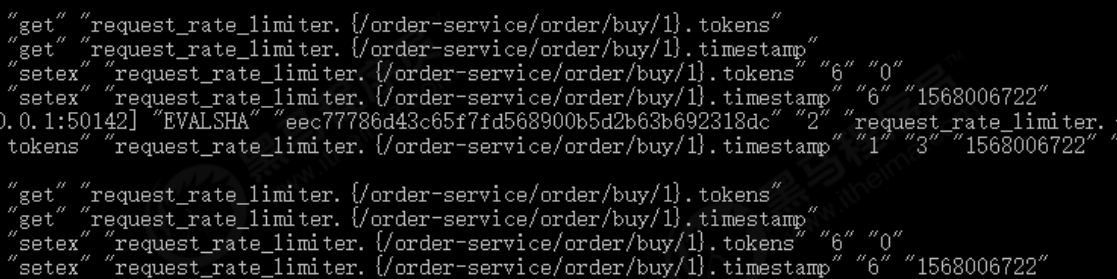 "get" "request_rate_limiter.{/order-service/order/buy/1}.tokens"
"get" "request_rate_limiter.{/order-service/order/buy/1}.timestamp"
"setex" "request_rate_limiter.{/order-service/order/buy/1}.tokens" "6" "0"
"setex" "request_rate_limiter.{/order-service/order/buy/1}.timestamp" "6" "1568006722"
0.0.1:50142] "EVALSHA" "eec77786d43c65f7fd568900b5d2b63b692318dc" "2" "request_rate_limiter.
tokens" "request_rate_limiter.{/order-service/order/buy/1}.timestamp" "1" "3" "1568006722" "
"get" "request_rate_limiter.{/order-service/order/buy/1}.tokens"
"get" "request_rate_limiter.{/order-service/order/buy/1}.timestamp"
"setex" "request_rate_limiter.{/order-service/order/buy/1}.tokens" "6" "0"
"setex" "request_rate_limiter.{/order-service/order/buy/1}.timestamp" "6" "1568006722"